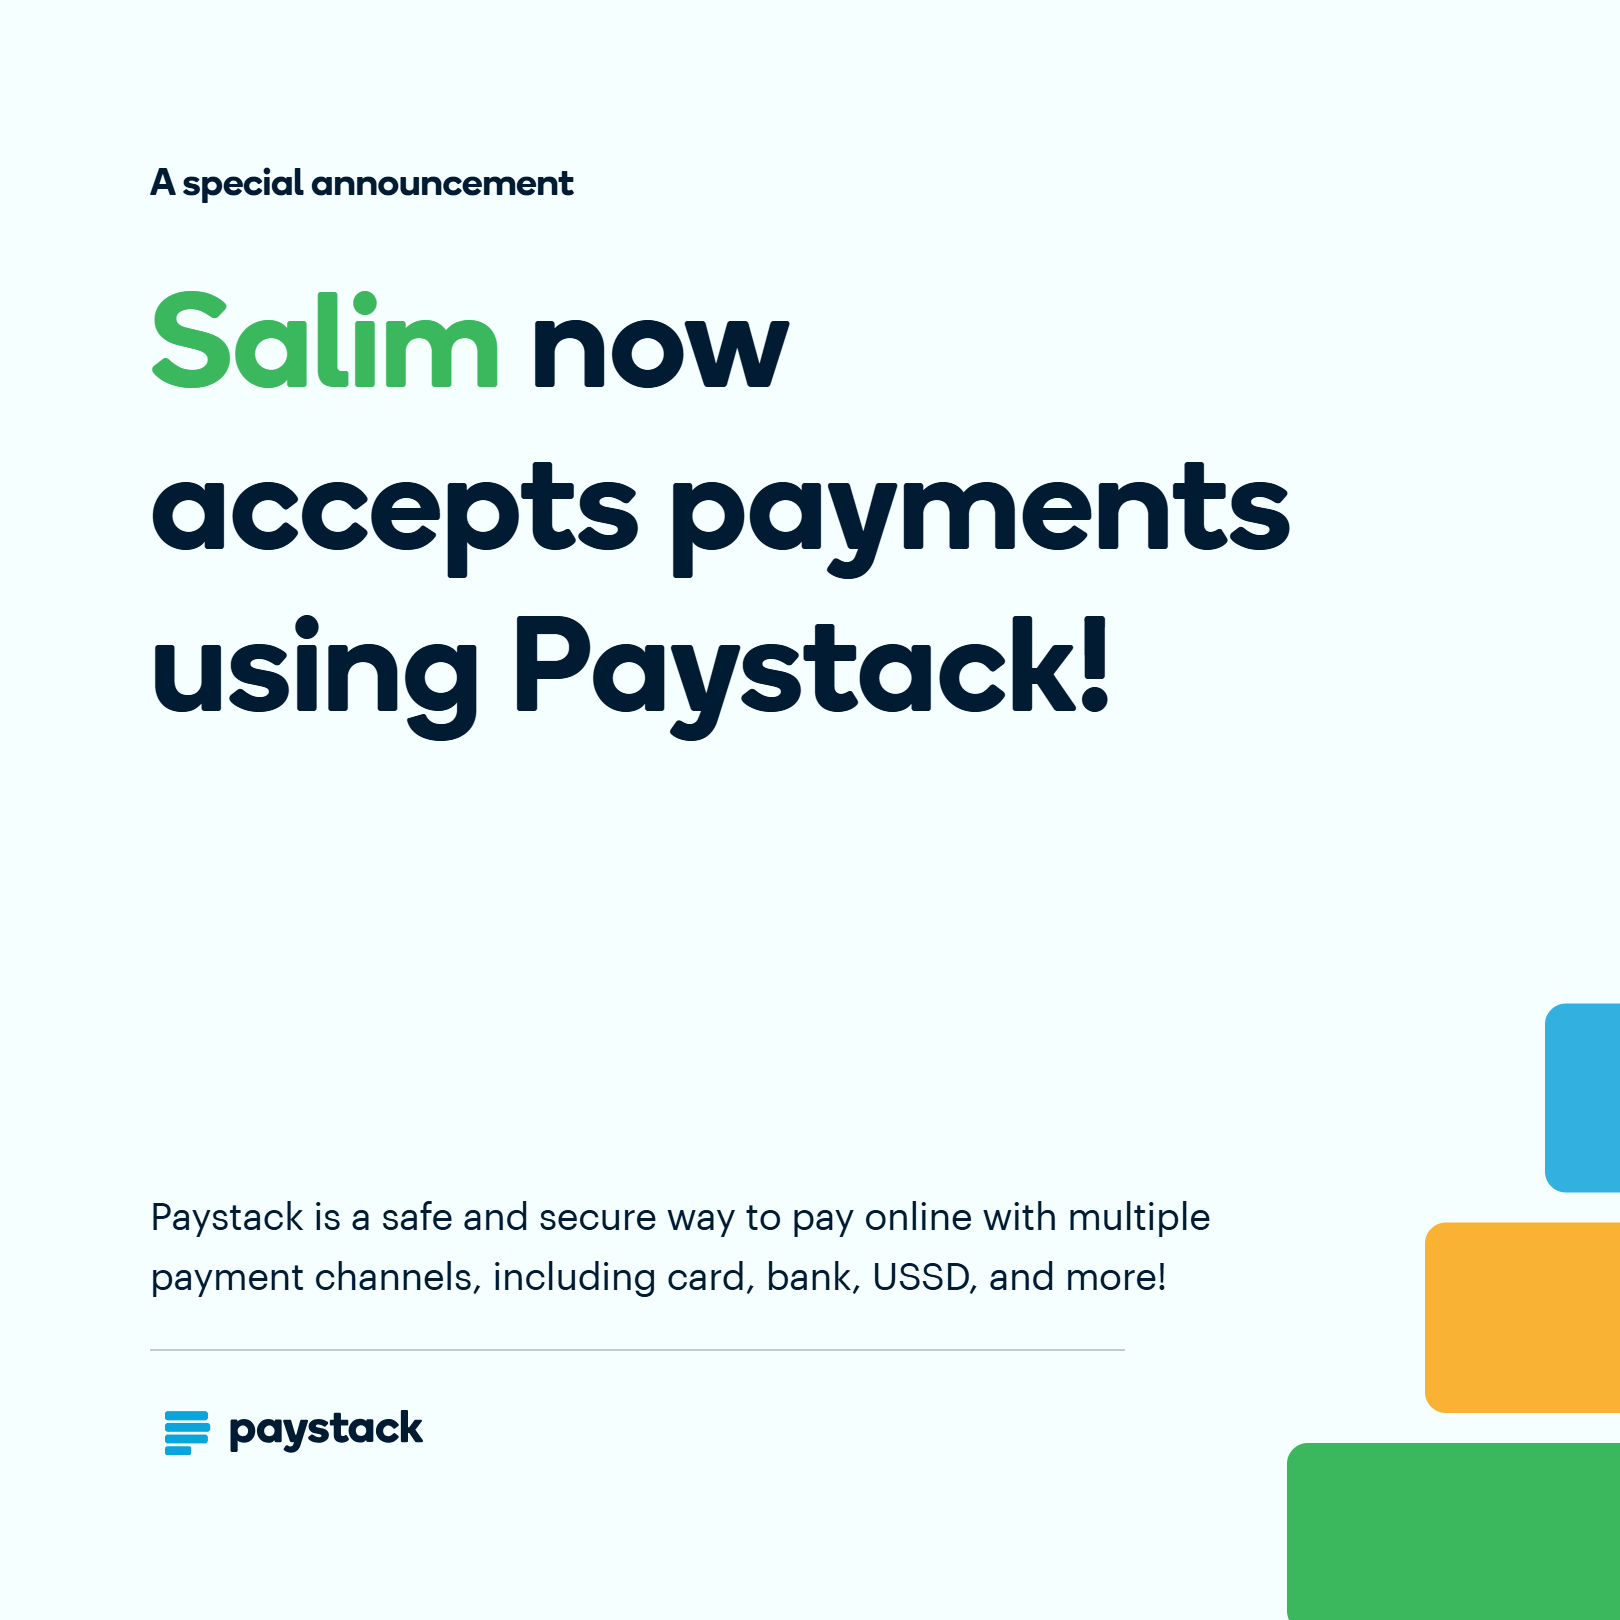 A special announcement
Salim now
accepts payments
using Paystack!
Paystack is a safe and secure way to pay online with multiple
payment channels, including card, bank, USSD, and more!
paystack